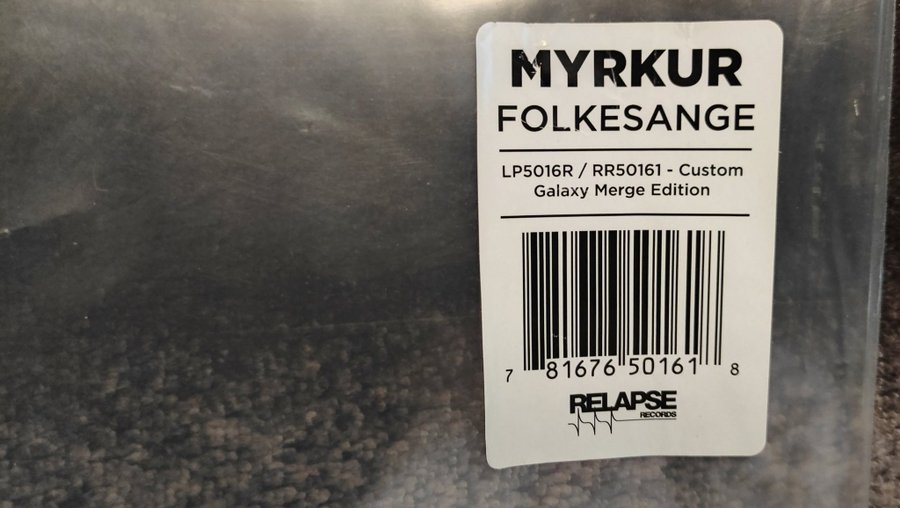 MYRKUR
FOLKESANGE
LP5016R / RR50161 - Custom
Galaxy Merge Edition
7 81676 50161 8
RELAPSE
RECORDS